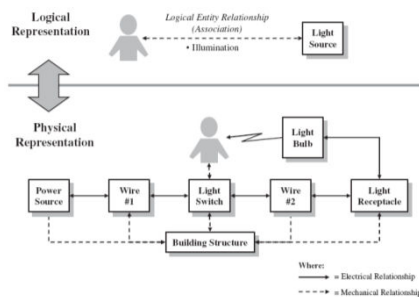 Logical
Representation
Logical Entity Relationship
(Association)
• Illumination
Light
Source
Physical
Representation
Light
Bulb
Power
Source
Wire
#1
Light
Switch
Wire
#2
Light
Receptacle
Building Structure
Where:
= Electrical Relationship
= Mechanical Relationship